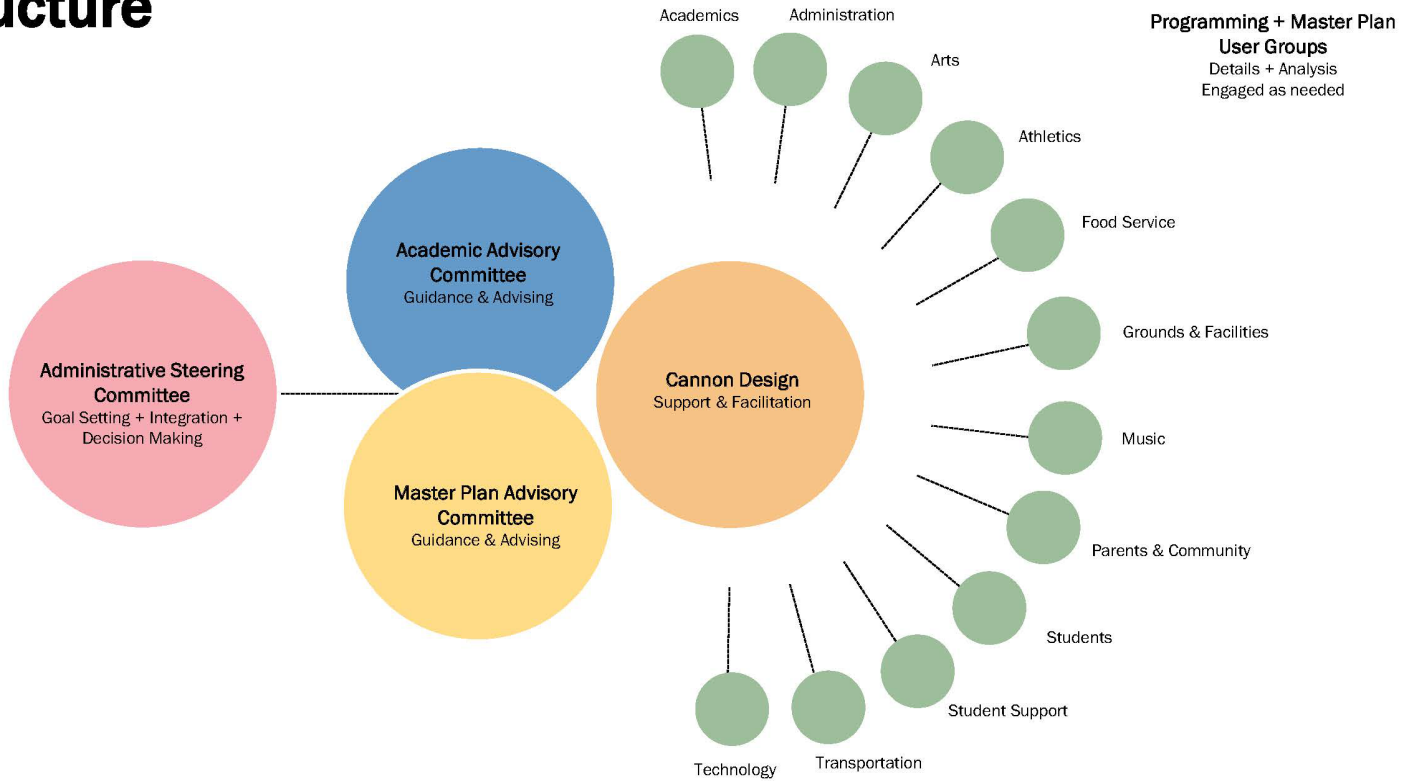 ucture
Academics
Administration
Arts
Athletics
Food Service
Grounds & Facilities
Music
Parents & Community
Students
Student Support
Transportation
Technology
Programming + Master Plan
User Groups
Details + Analysis
Engaged as needed
Academic Advisory
Committee
Guidance & Advising
Administrative Steering
Committee
Goal Setting + Integration +
Decision Making
Master Plan Advisory
Committee
Guidance & Advising
Cannon Design
Support & Facilitation